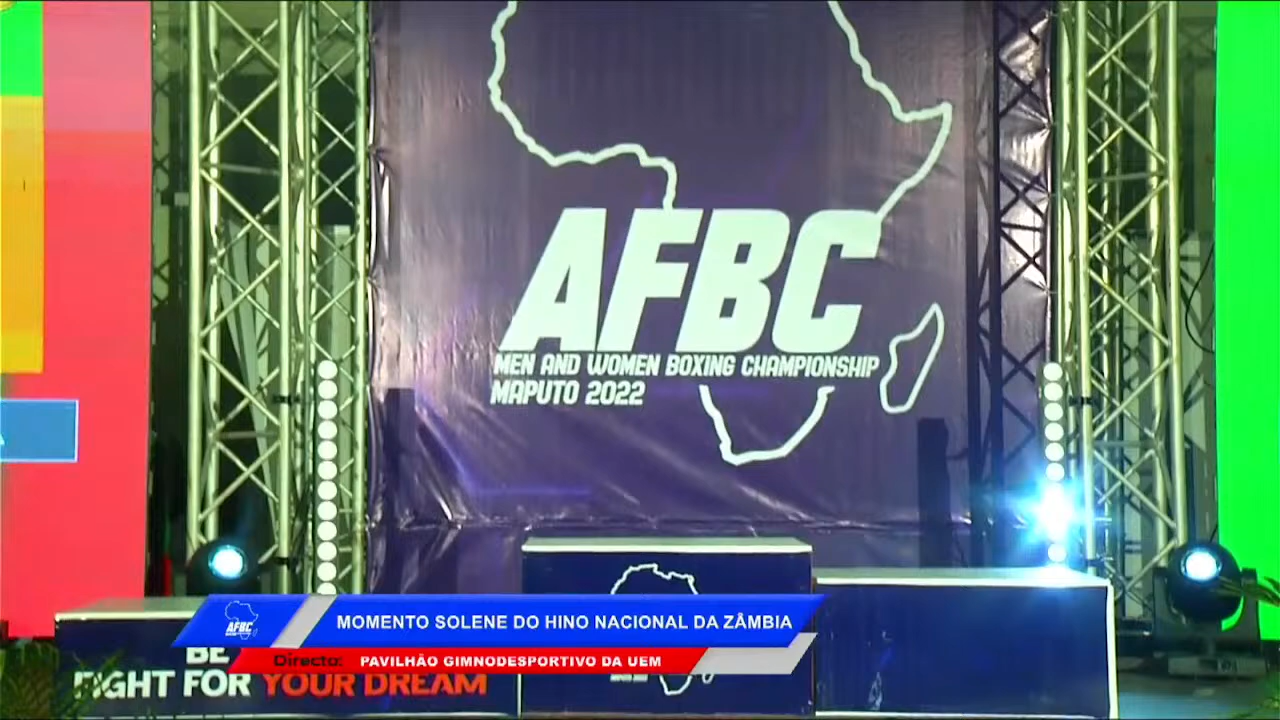 AFBC
MEN AND WOMEN BOXING CHAMPIONSHIP
MAPUTO 2022
AFBC
MOMENTO SOLENE DO HINO NACIONAL DA ZÂMBIA
Directo: PAVILHÃO GIMNODESPORTIVO DA UEM
BE
FIGHT FOR YOUR DREAM